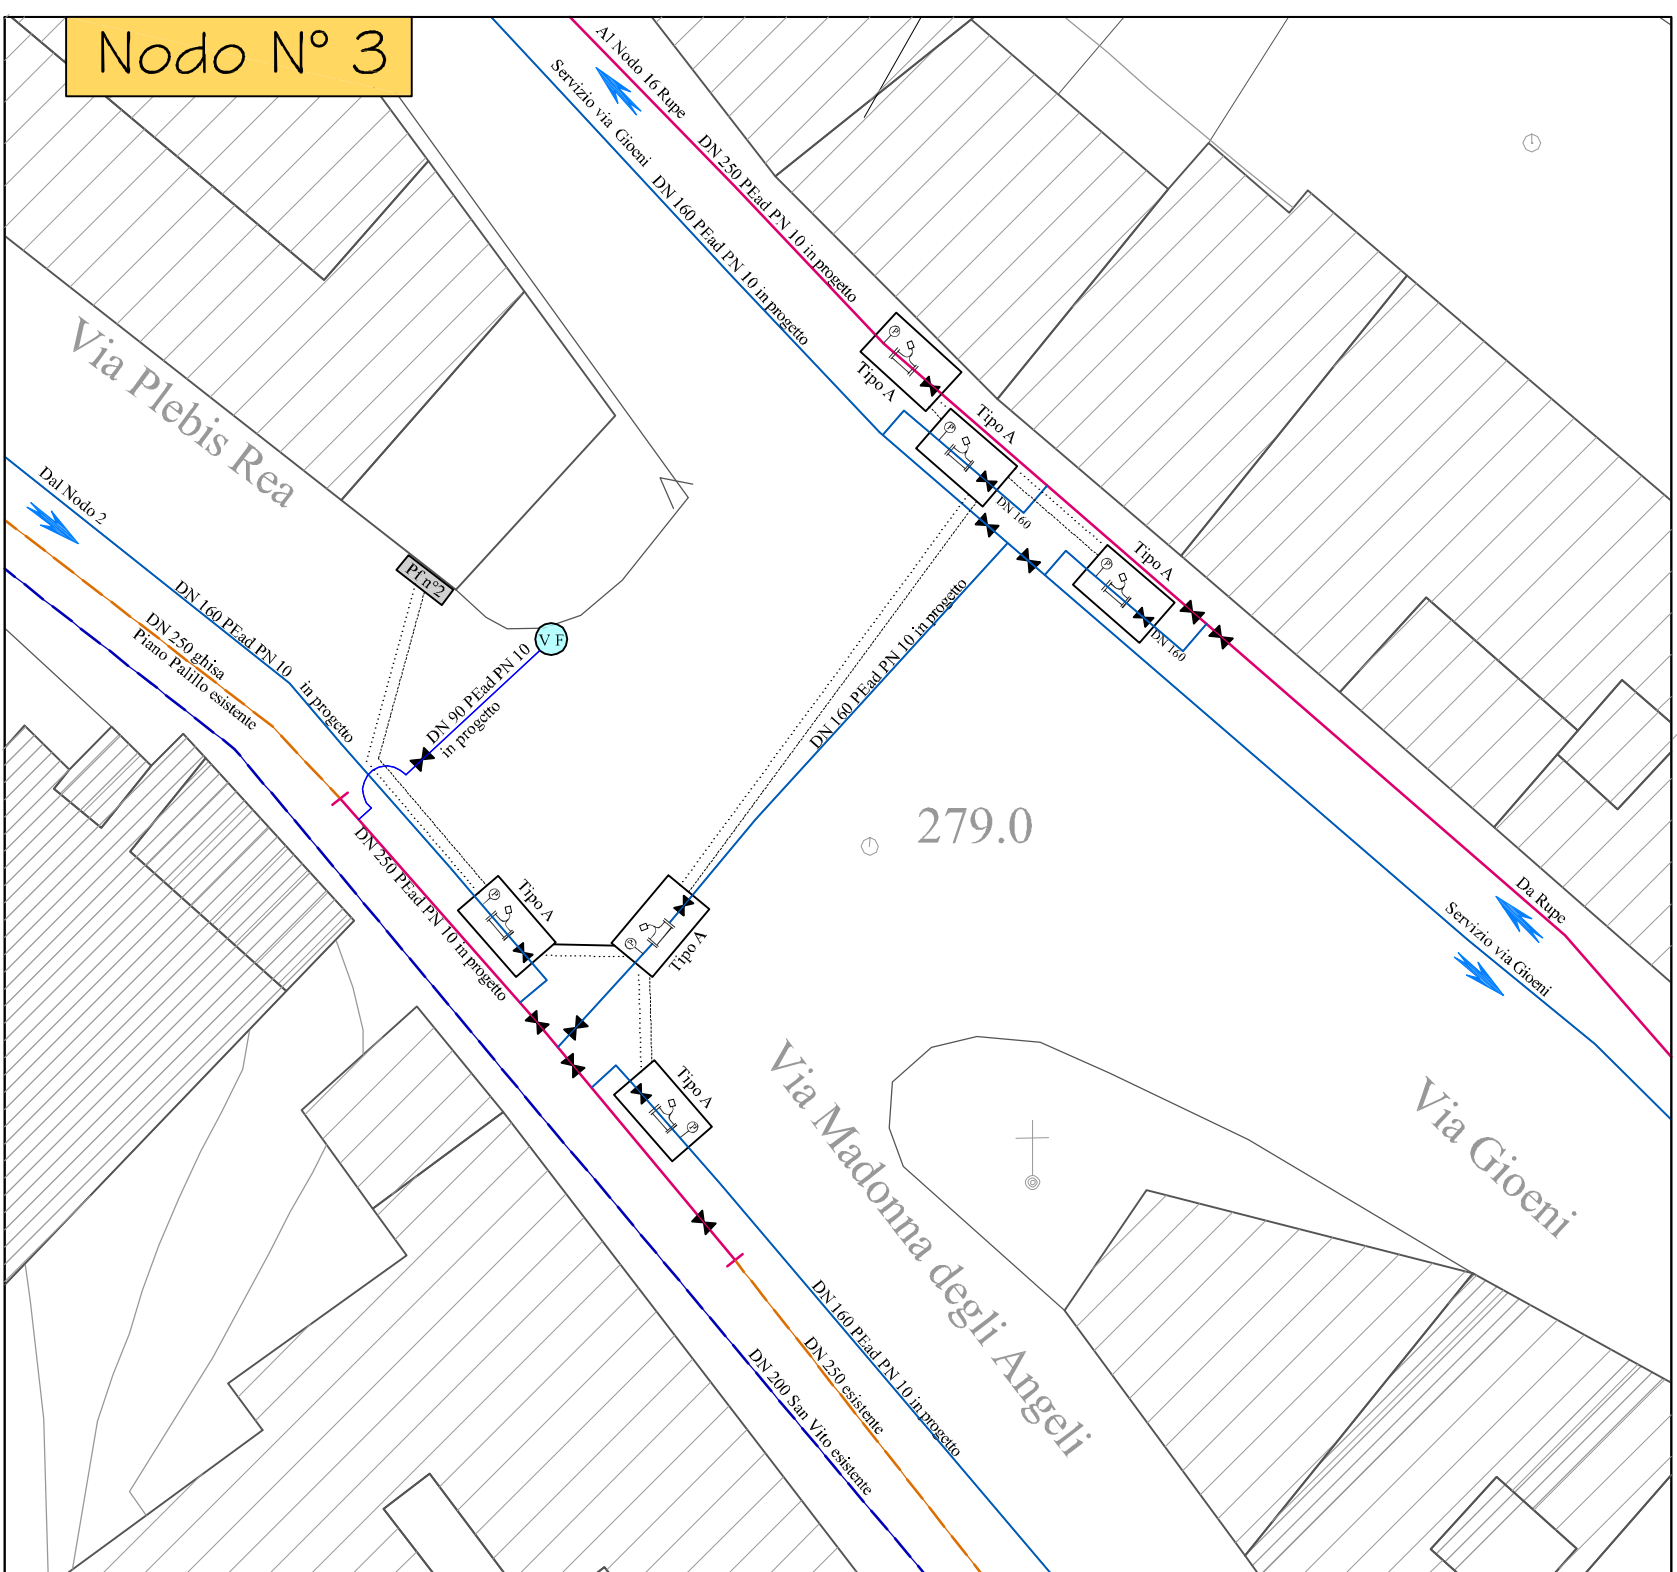 Nodo N° 3
Al Nodo 16 Rupe
Servizio via Gioeni
DN 250 PEad PN 10 in progetto
DN 160 PEad PN 10 in progetto
Via Plebis Rea
P
Tipo A
Tipo A
P
DN 160
Dal Nodo 2
Tipo A
P
DN 160
Pf n°2
V F
DN 160 PEad PN 10 in progetto
DN 250 ghisa
Piano Palillo esistente
DN 90 PEad PN 10
in progetto
DN 160 PEad PN 10 in progetto
279.0
DN 250 PEad PN 10 in progetto
Tipo A
P
Tipo A
P
Da Rupe
Servizio via Gioeni
Tipo A
P
Via Madonna degli Angeli
Via Gioeni
DN 160 PEad PN 10 in progetto
DN 250 esistente
DN 200 San Vito esistente